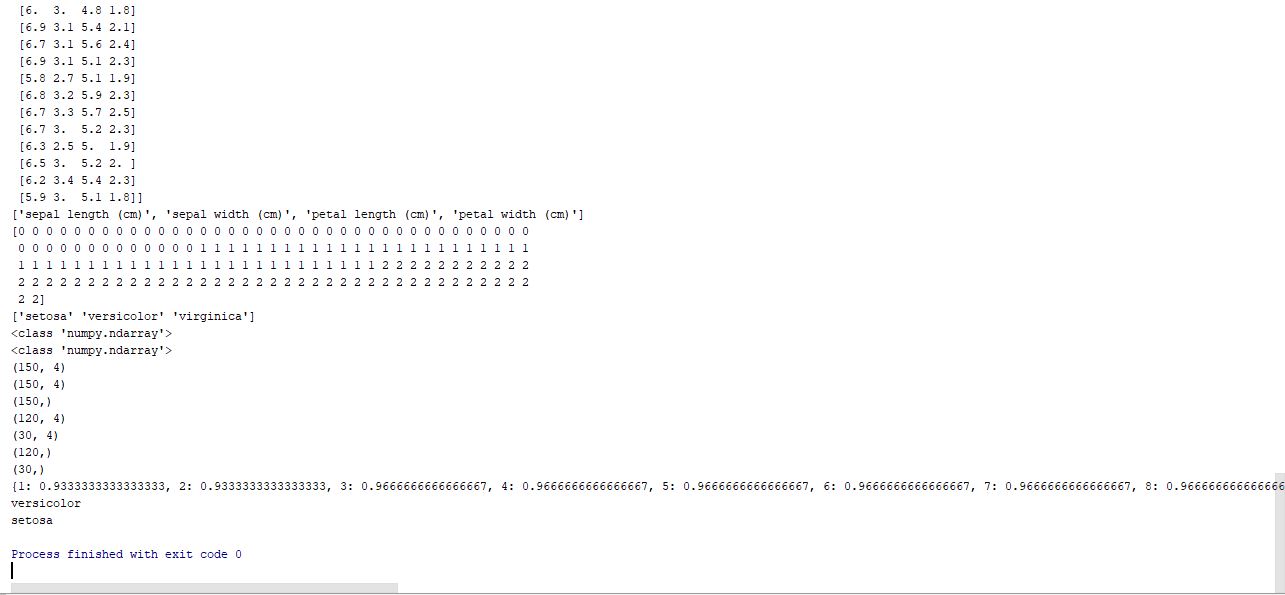 [6.  3.  4.8 1.8]
[6.9 3.1 5.4 2.1]
[6.7 3.1 5.6 2.4]
[6.9 3.1 5.1 2.3]
[5.8 2.7 5.1 1.9]
[6.8 3.2 5.9 2.3]
[6.7 3.3 5.7 2.5]
[6.7 3.  5.2 2.3]
[6.3 2.5 5.  1.9]
[6.5 3.  5.2 2. ]
[6.2 3.4 5.4 2.3]
[5.9 3.  5.1 1.8]]
['sepal length (cm)', 'sepal width (cm)', 'petal length (cm)', 'petal width (cm)']
[0 0 0 0 0 0 0 0 0 0 0 0 0 0 0 0 0 0 0 0 0 0 0 0 0 0 0 0 0 0 0 0 0 0 0 0 0
0 0 0 0 0 0 0 0 0 0 0 0 0 1 1 1 1 1 1 1 1 1 1 1 1 1 1 1 1 1 1 1 1 1 1 1 1
1 1 1 1 1 1 1 1 1 1 1 1 1 1 1 1 1 1 1 1 1 1 1 1 1 1 2 2 2 2 2 2 2 2 2 2 2
2 2 2 2 2 2 2 2 2 2 2 2 2 2 2 2 2 2 2 2 2 2 2 2 2 2 2 2 2 2 2 2 2 2 2 2 2
2 2]
['setosa' 'versicolor' 'virginica']
<class 'numpy.ndarray'>
<class 'numpy.ndarray'>
(150, 4)
(150, 4)
(150,)
(120, 4)
(30, 4)
(120,)
(30,)
{1: 0.9333333333333333, 2: 0.9333333333333333, 3: 0.9666666666666667, 4: 0.9666666666666667, 5: 0.9666666666666667, 6: 0.9666666666666667, 7: 0.9666666666666667, 8: 0.966666666666666
versicolor
setosa
Process finished with exit code 0